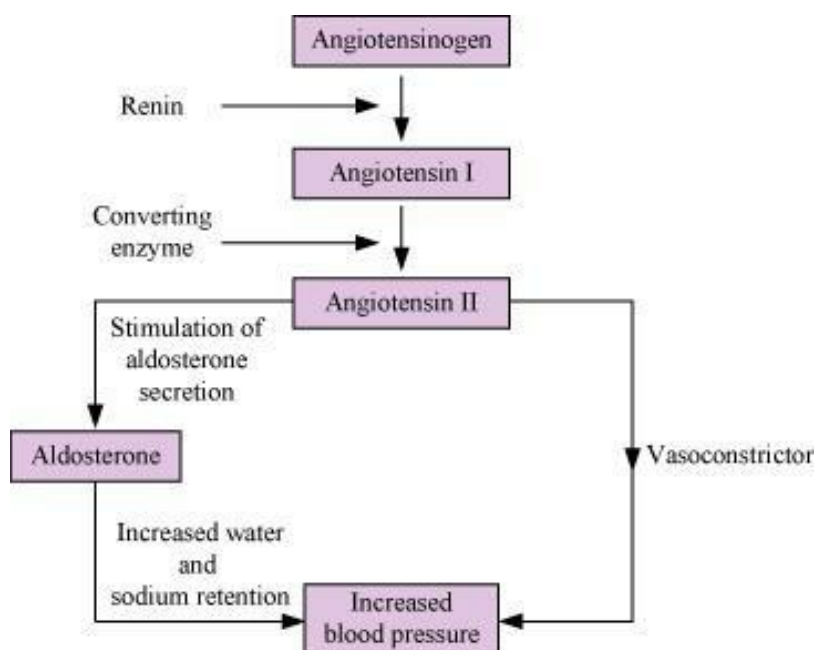 Angiotensinogen
Renin
Angiotensin I
Converting
enzyme
Angiotensin II
Stimulation of
aldosterone
secretion
Aldosterone
Vasoconstrictor
Increased water
and
sodium retention
Increased
blood pressure